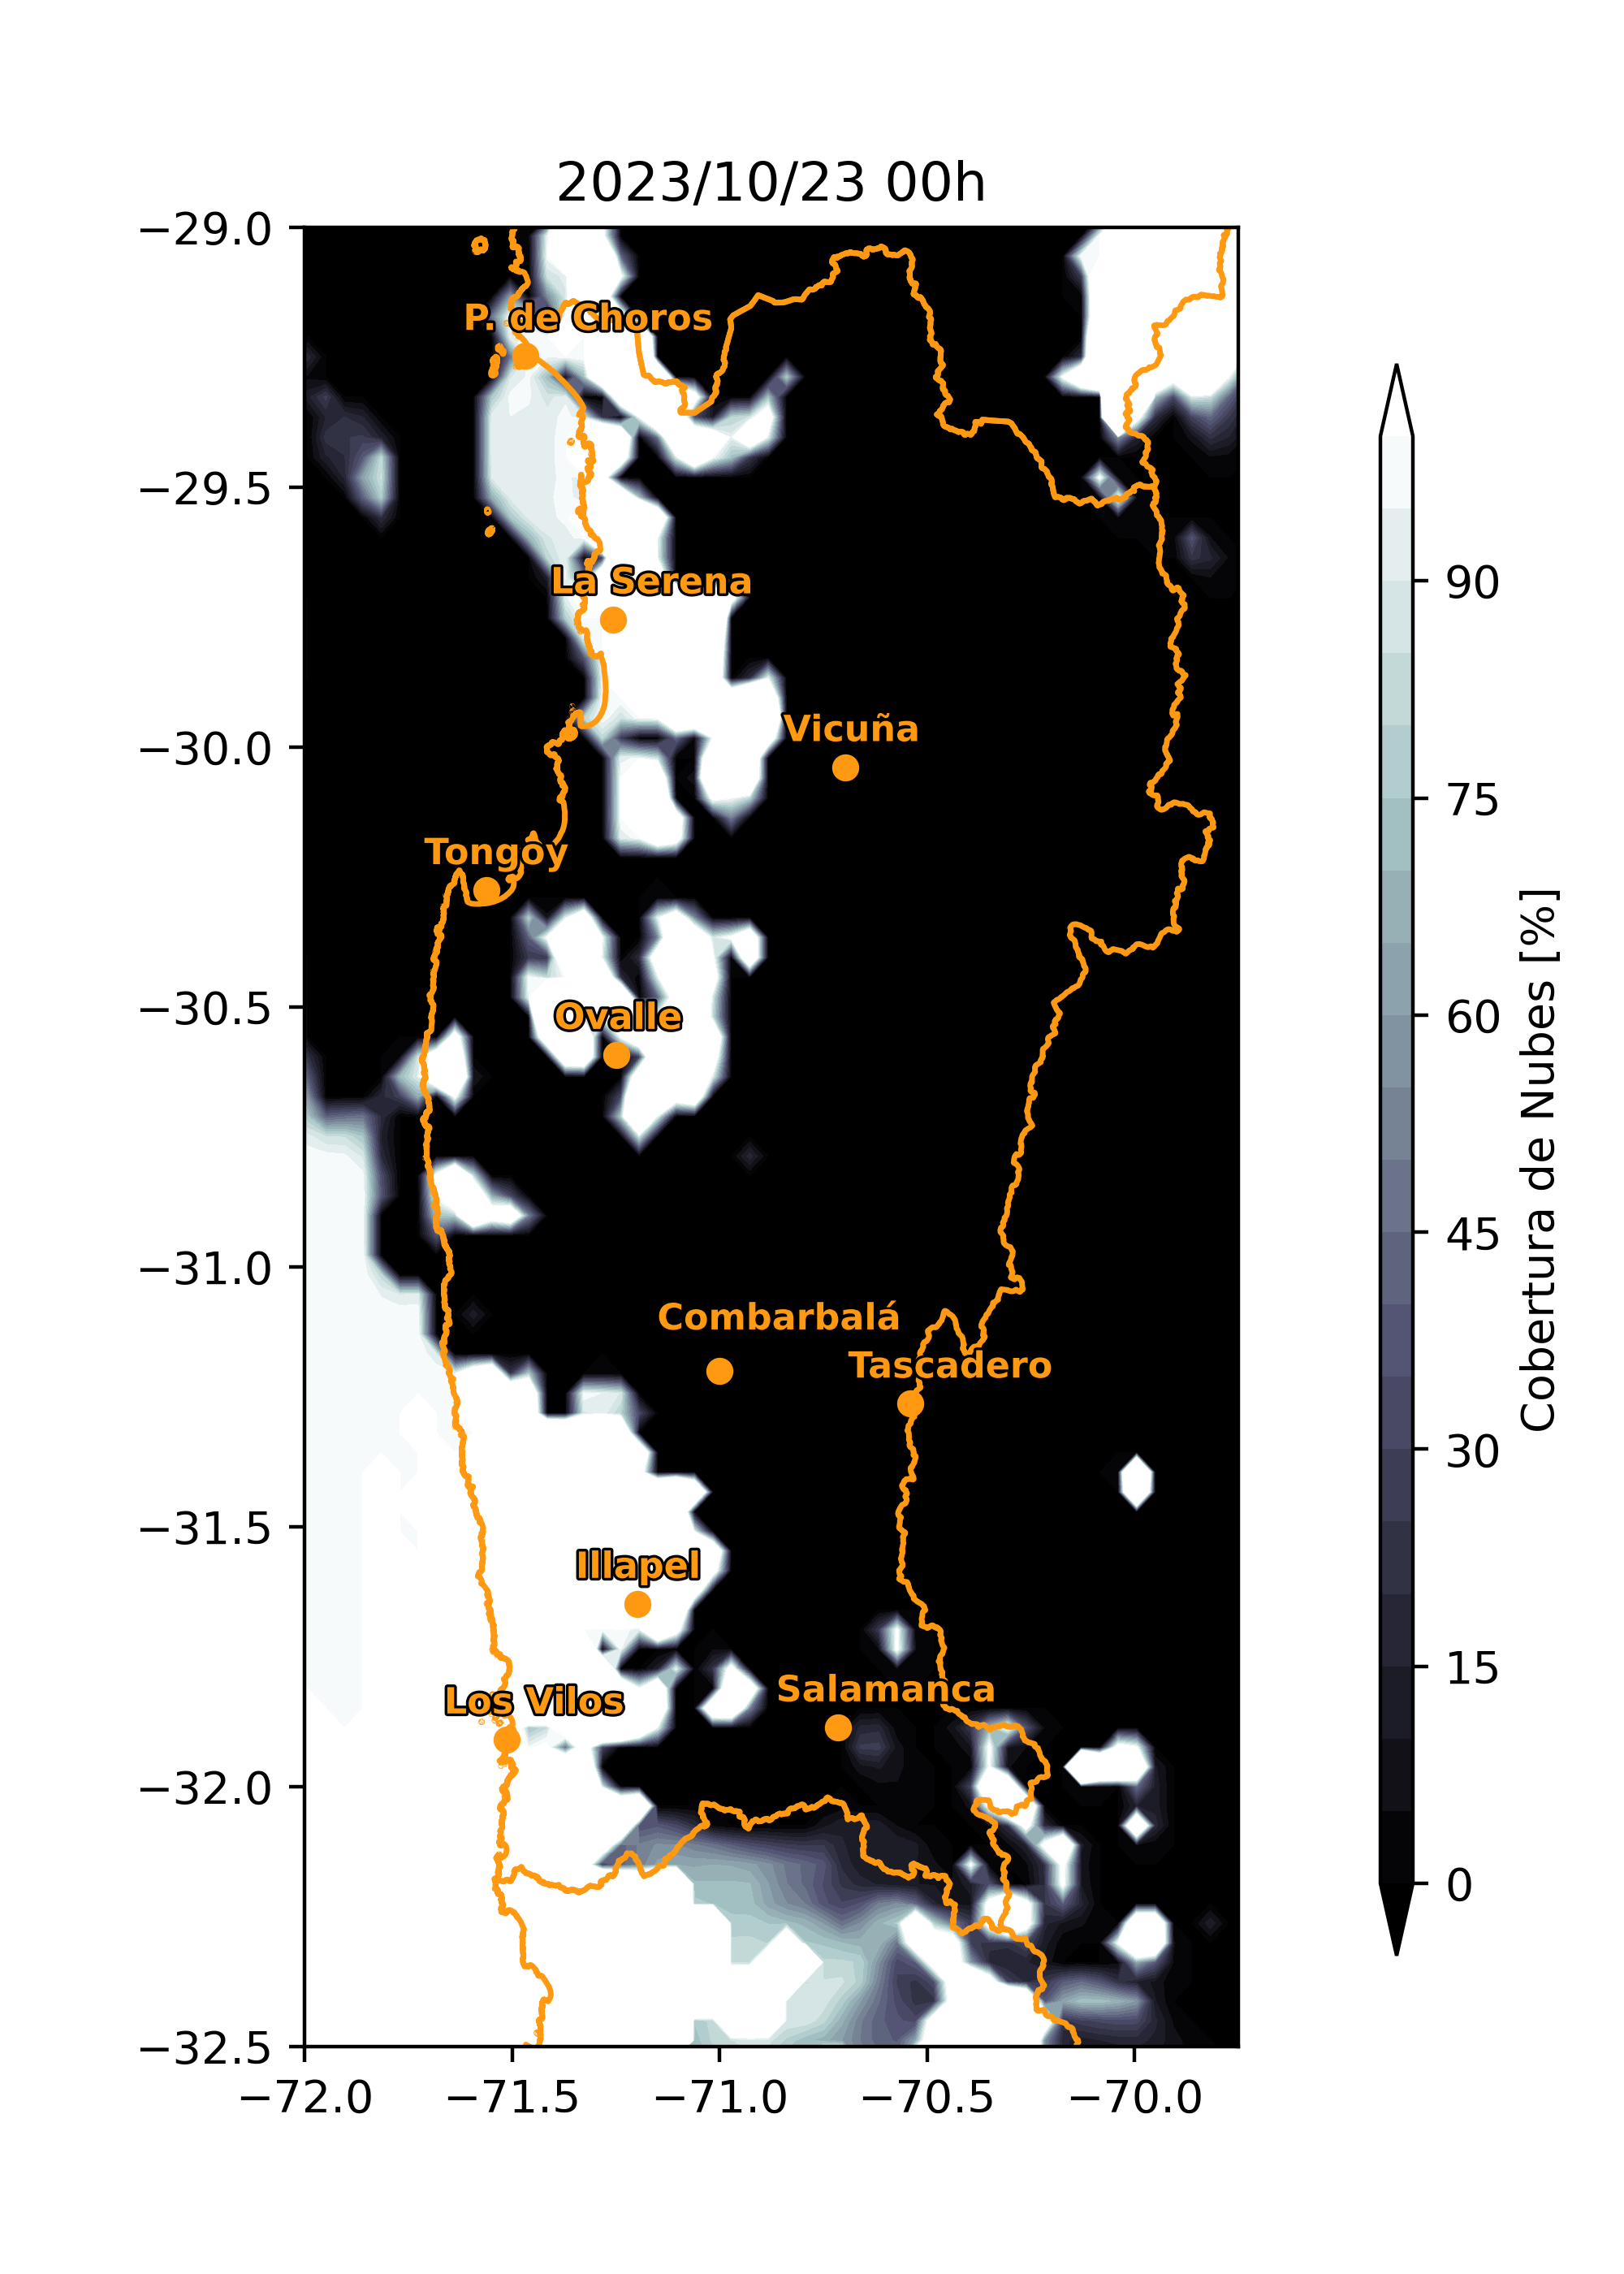 2023/10/23 00h
−29.0
−29.5
−30.0
−30.5
−31.0
−31.5
−32.0
−32.5
−72.0
−71.5
−71.0
−70.5
−70.0
P. de Choros
La Serena
Vicuña
Tongoy
Ovalle
Combarbalá
Tascadero
Illapel
Salamanca
Los Vilos
90
75
60
45
30
15
0
Cobertura de Nubes [%]